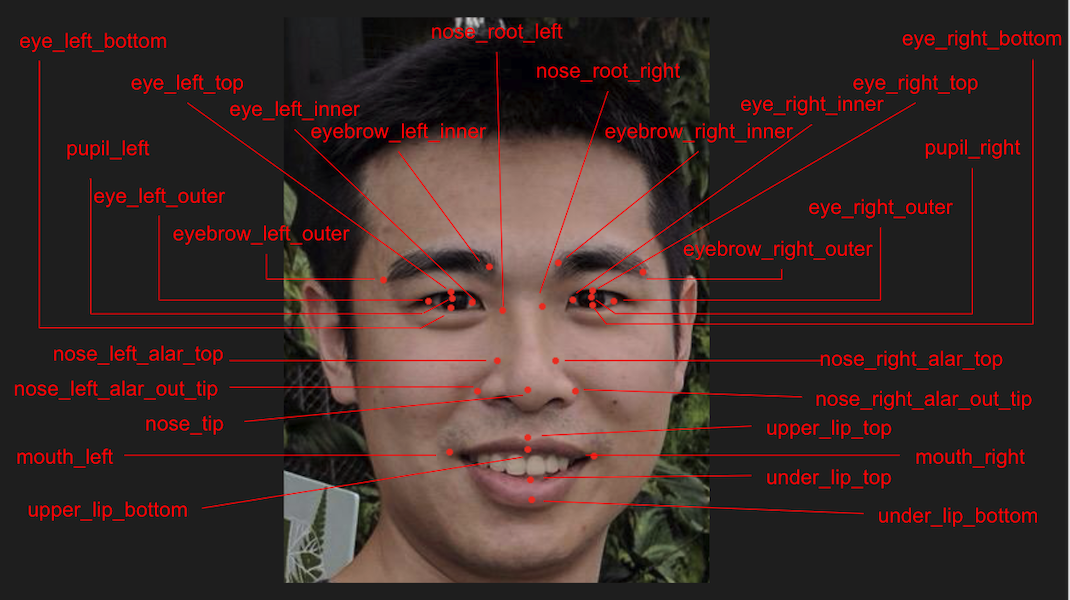 nose_root_left
eye_left_bottom
eye_right_bottom
nose_root_right
eye_left_top
eye_right_top
eye_left_inner
eye_right_inner
eyebrow_left_inner
eyebrow_right_inner
pupil_left
pupil_right
eye_left_outer
eye_right_outer
eyebrow_left_outer
eyebrow_right_outer
nose_left_alar_top
nose_right_alar_top
nose_left_alar_out_tip
nose_right_alar_out_tip
nose_tip
upper_lip_top
mouth_left
mouth_right
under_lip_top
upper_lip_bottom
under_lip_bottom